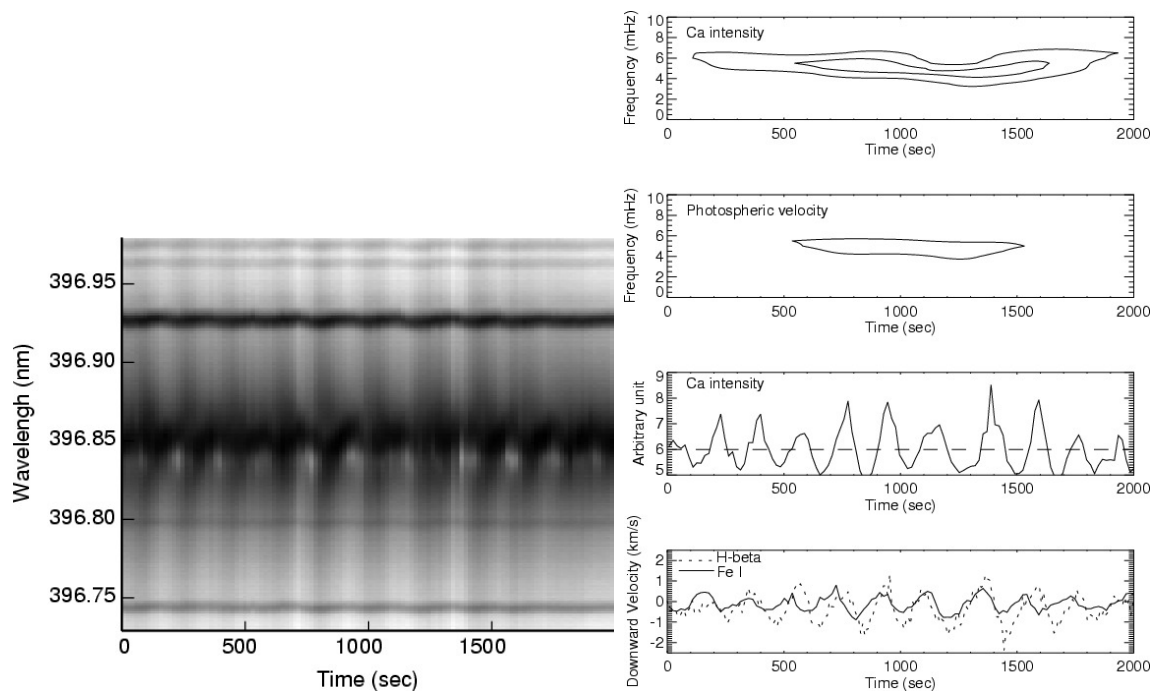 396.95
396.90
396.85
396.80
396.75
Wavelengh (nm)
0 500 1000 1500
Time (sec)
Ca intensity
10
8
6
4
2
0
Frequency (mHz)
0 500 1000 1500 2000
Time (sec)
Photospheric velocity
10
8
6
4
2
0
Frequency (mHz)
0 500 1000 1500 2000
Time (sec)
Ca intensity
9
8
7
6
5
Arbitrary unit
0 500 1000 1500 2000
Time (sec)
H-beta
Fe I
2
1
0
-1
-2
Downward Velocity (km/s)
0 500 1000 1500 2000
Time (sec)